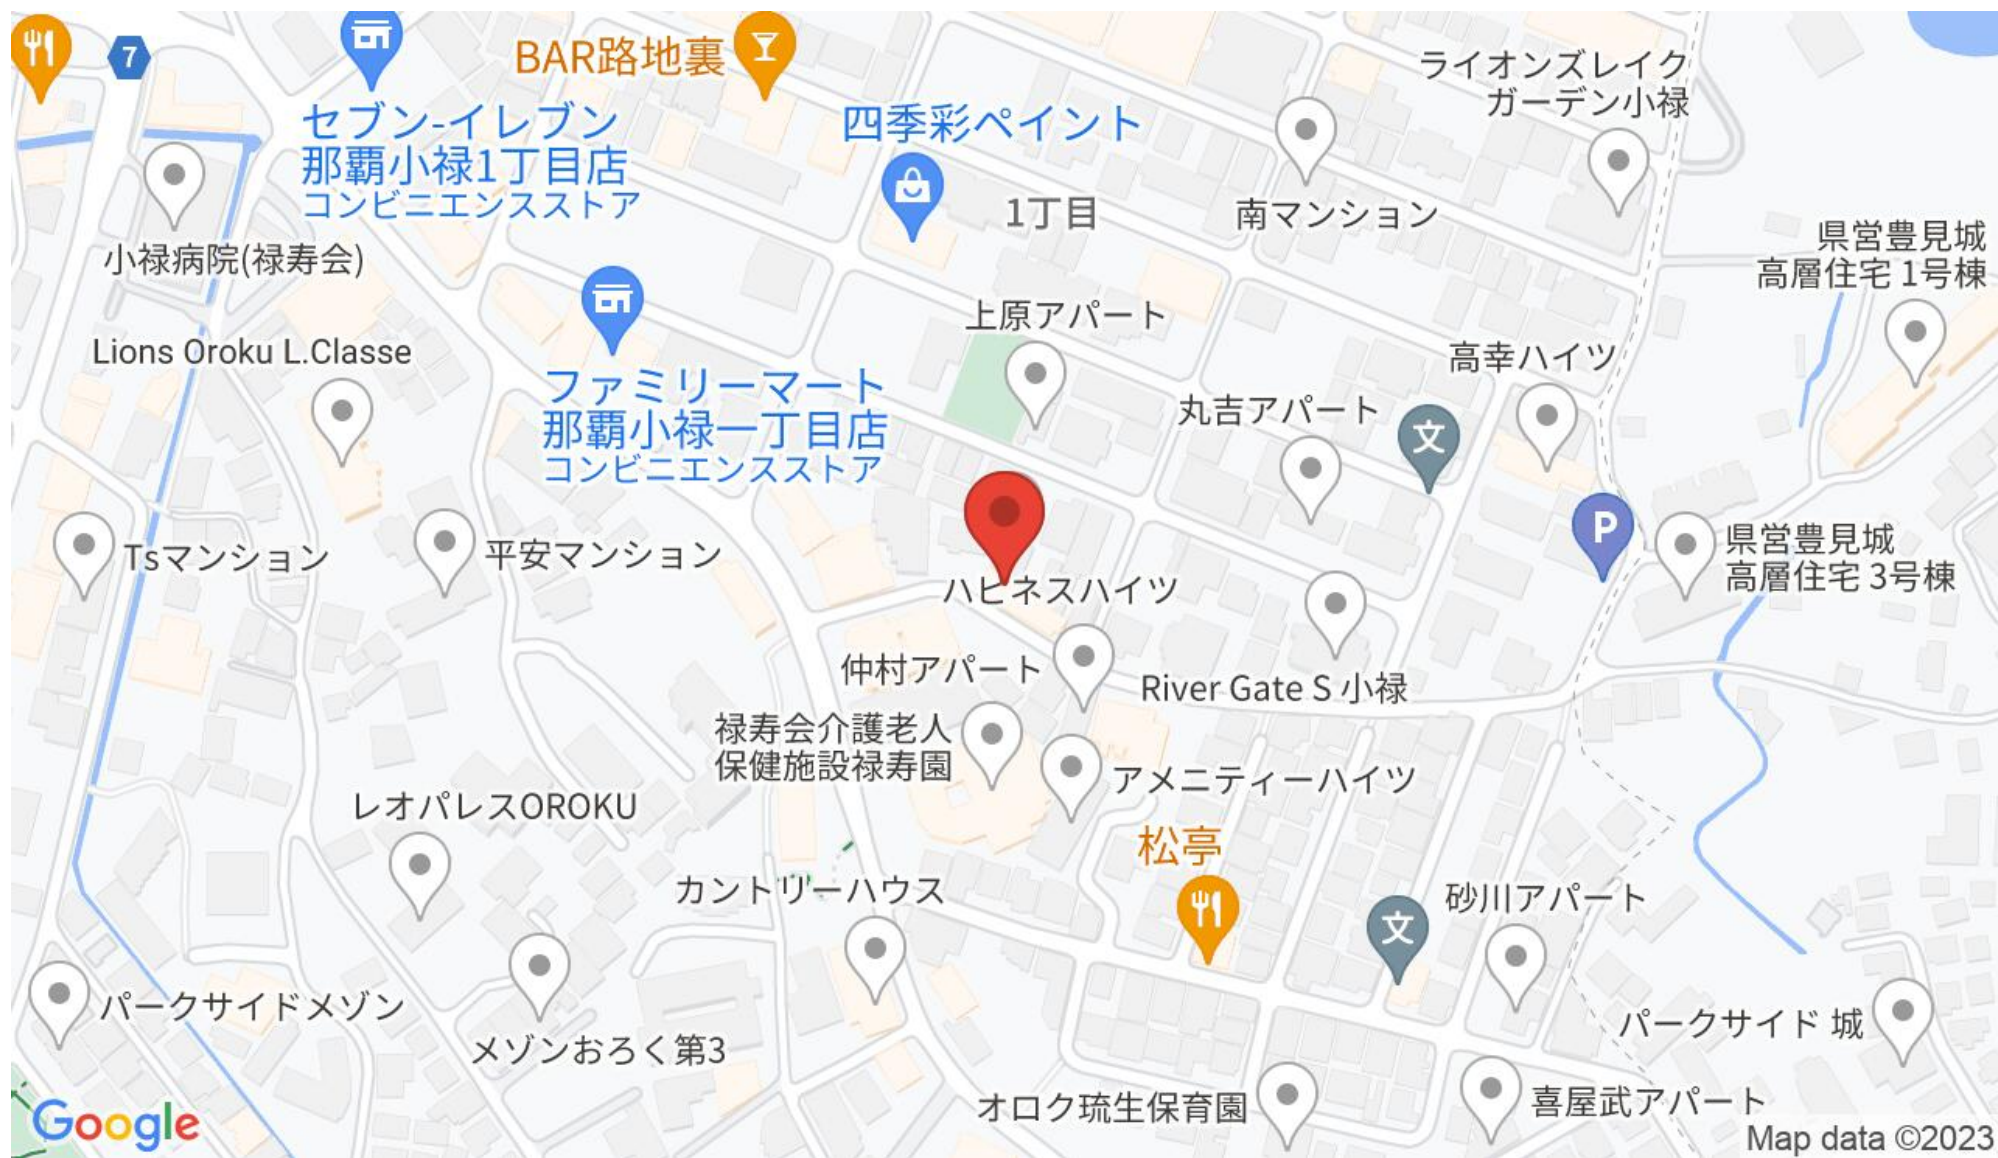 7
BAR路地裏
セブン-イレブン
那覇小禄1丁目店
コンビニエンスストア
四季彩ペイント
ライオンズレイク
ガーデン小禄
1丁目
南マンション
小禄病院(禄寿会)
県営豊見城
高層住宅 1号棟
上原アパート
Lions Oroku L.Classe
高幸ハイツ
ファミリーマート
那覇小禄一丁目店
コンビニエンスストア
丸吉アパート
文
P
Tsマンション
平安マンション
県営豊見城
高層住宅 3号棟
ハピネスハイツ
仲村アパート
River Gate S 小禄
禄寿会介護老人
保健施設禄寿園
アメニティーハイツ
レオパレスOROKU
松亭
カントリーハウス
砂川アパート
文
パークサイドメゾン
メゾンおろく第3
パークサイド 城
オロク琉生保育園
喜屋武アパート
Google
Map data ©2023